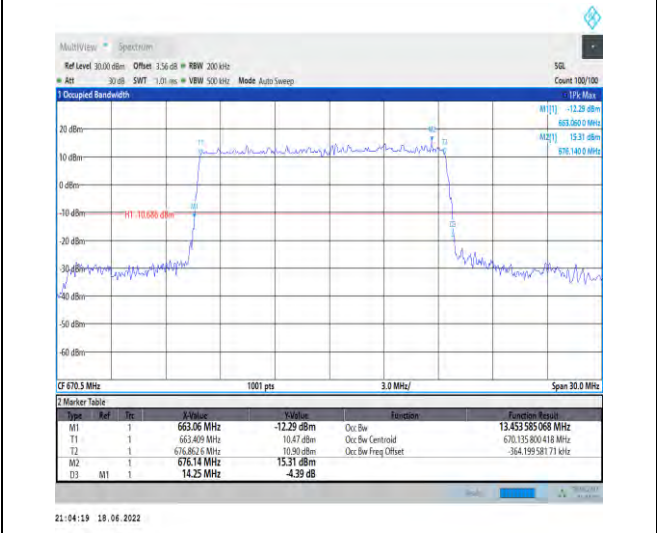 MultiView Spectrum
Ref Level 30.00 dBm Offset 3.56 dB RBW 200 kHz SGL
Att 30 dB SWT 1.01 ms VBW 500 kHz Mode Auto Sweep Count 100/100
1 Occupied Bandwidth 1Pk Max
M1[1] -12.29 dBm
663.060 0 MHz
M2[1] 15.31 dBm
676.140 0 MHz
20 dBm
M2
T1
T2
10 dBm
0 dBm
M1
-10 dBm
H1 -10.686 dBm
D3
-20 dBm
-30 dBm
-40 dBm
-50 dBm
-60 dBm
CF 670.5 MHz 1001 pts 3.0 MHz/ Span 30.0 MHz
2 Marker Table
Type Ref Trc X-Value Y-Value Function Function Result
M1 1 663.06 MHz -12.29 dBm Occ Bw 13.453 585 068 MHz
T1 1 663.409 MHz 10.47 dBm Occ Bw Centroid 670.135 800 418 MHz
T2 1 676.862 6 MHz 10.90 dBm Occ Bw Freq Offset -364.199 581 71 kHz
M2 1 676.14 MHz 15.31 dBm
D3 M1 1 14.25 MHz -4.39 dB
21:04:19 18.06.2022